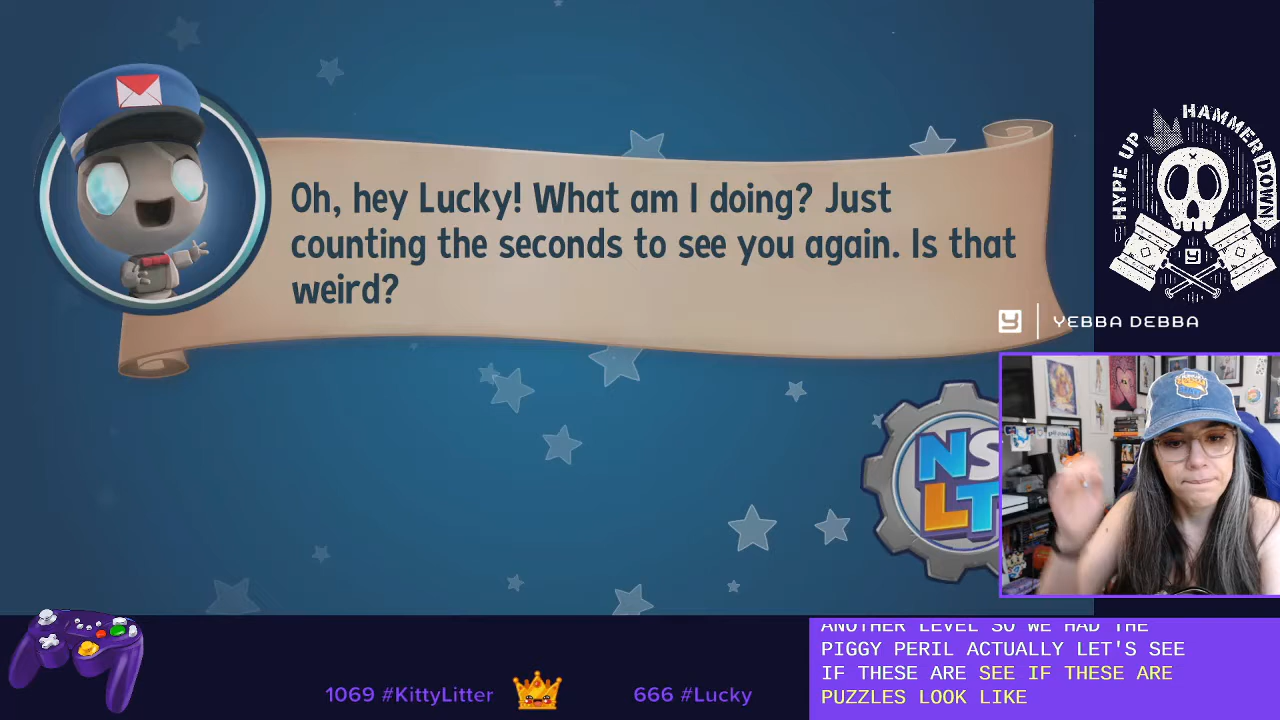 Oh, hey Lucky! What am I doing? Just
counting the seconds to see you again. Is that
weird?
HYPE UP
HAMMER DOWN
YEBBA DEBBA
NS
LT
1069 #KittyLitter
666 #Lucky
ANOTHER LEVEL SO WE HAD THE
PIGGY PERIL ACTUALLY LET'S SEE
IF THESE ARE SEE IF THESE ARE
PUZZLES LOOK LIKE